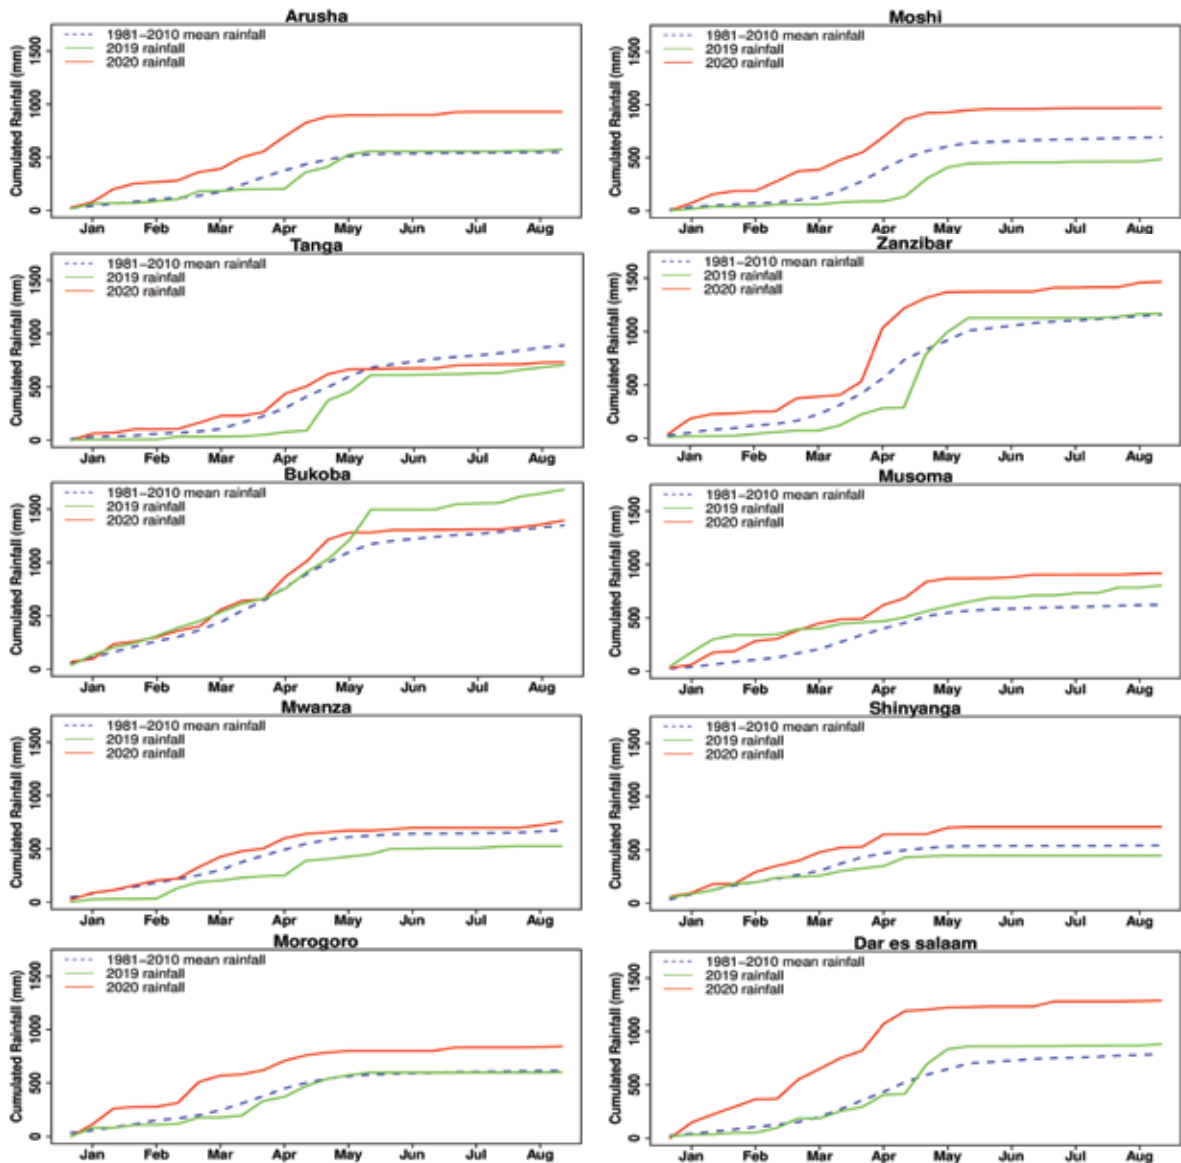 Arusha
1981−2010 mean rainfall
2019 rainfall
2020 rainfall
Cumulated Rainfall (mm)
0 500 1000 1500
Jan Feb Mar Apr May Jun Jul Aug
Moshi
1981−2010 mean rainfall
2019 rainfall
2020 rainfall
Cumulated Rainfall (mm)
0 500 1000 1500
Jan Feb Mar Apr May Jun Jul Aug
Tanga
1981−2010 mean rainfall
2019 rainfall
2020 rainfall
Cumulated Rainfall (mm)
0 500 1000 1500
Jan Feb Mar Apr May Jun Jul Aug
Zanzibar
1981−2010 mean rainfall
2019 rainfall
2020 rainfall
Cumulated Rainfall (mm)
0 500 1000 1500
Jan Feb Mar Apr May Jun Jul Aug
Bukoba
1981−2010 mean rainfall
2019 rainfall
2020 rainfall
Cumulated Rainfall (mm)
0 500 1000 1500
Jan Feb Mar Apr May Jun Jul Aug
Musoma
1981−2010 mean rainfall
2019 rainfall
2020 rainfall
Cumulated Rainfall (mm)
0 500 1000 1500
Jan Feb Mar Apr May Jun Jul Aug
Mwanza
1981−2010 mean rainfall
2019 rainfall
2020 rainfall
Cumulated Rainfall (mm)
0 500 1000 1500
Jan Feb Mar Apr May Jun Jul Aug
Shinyanga
1981−2010 mean rainfall
2019 rainfall
2020 rainfall
Cumulated Rainfall (mm)
0 500 1000 1500
Jan Feb Mar Apr May Jun Jul Aug
Morogoro
1981−2010 mean rainfall
2019 rainfall
2020 rainfall
Cumulated Rainfall (mm)
0 500 1000 1500
Jan Feb Mar Apr May Jun Jul Aug
Dar es salaam
1981−2010 mean rainfall
2019 rainfall
2020 rainfall
Cumulated Rainfall (mm)
0 500 1000 1500
Jan Feb Mar Apr May Jun Jul Aug